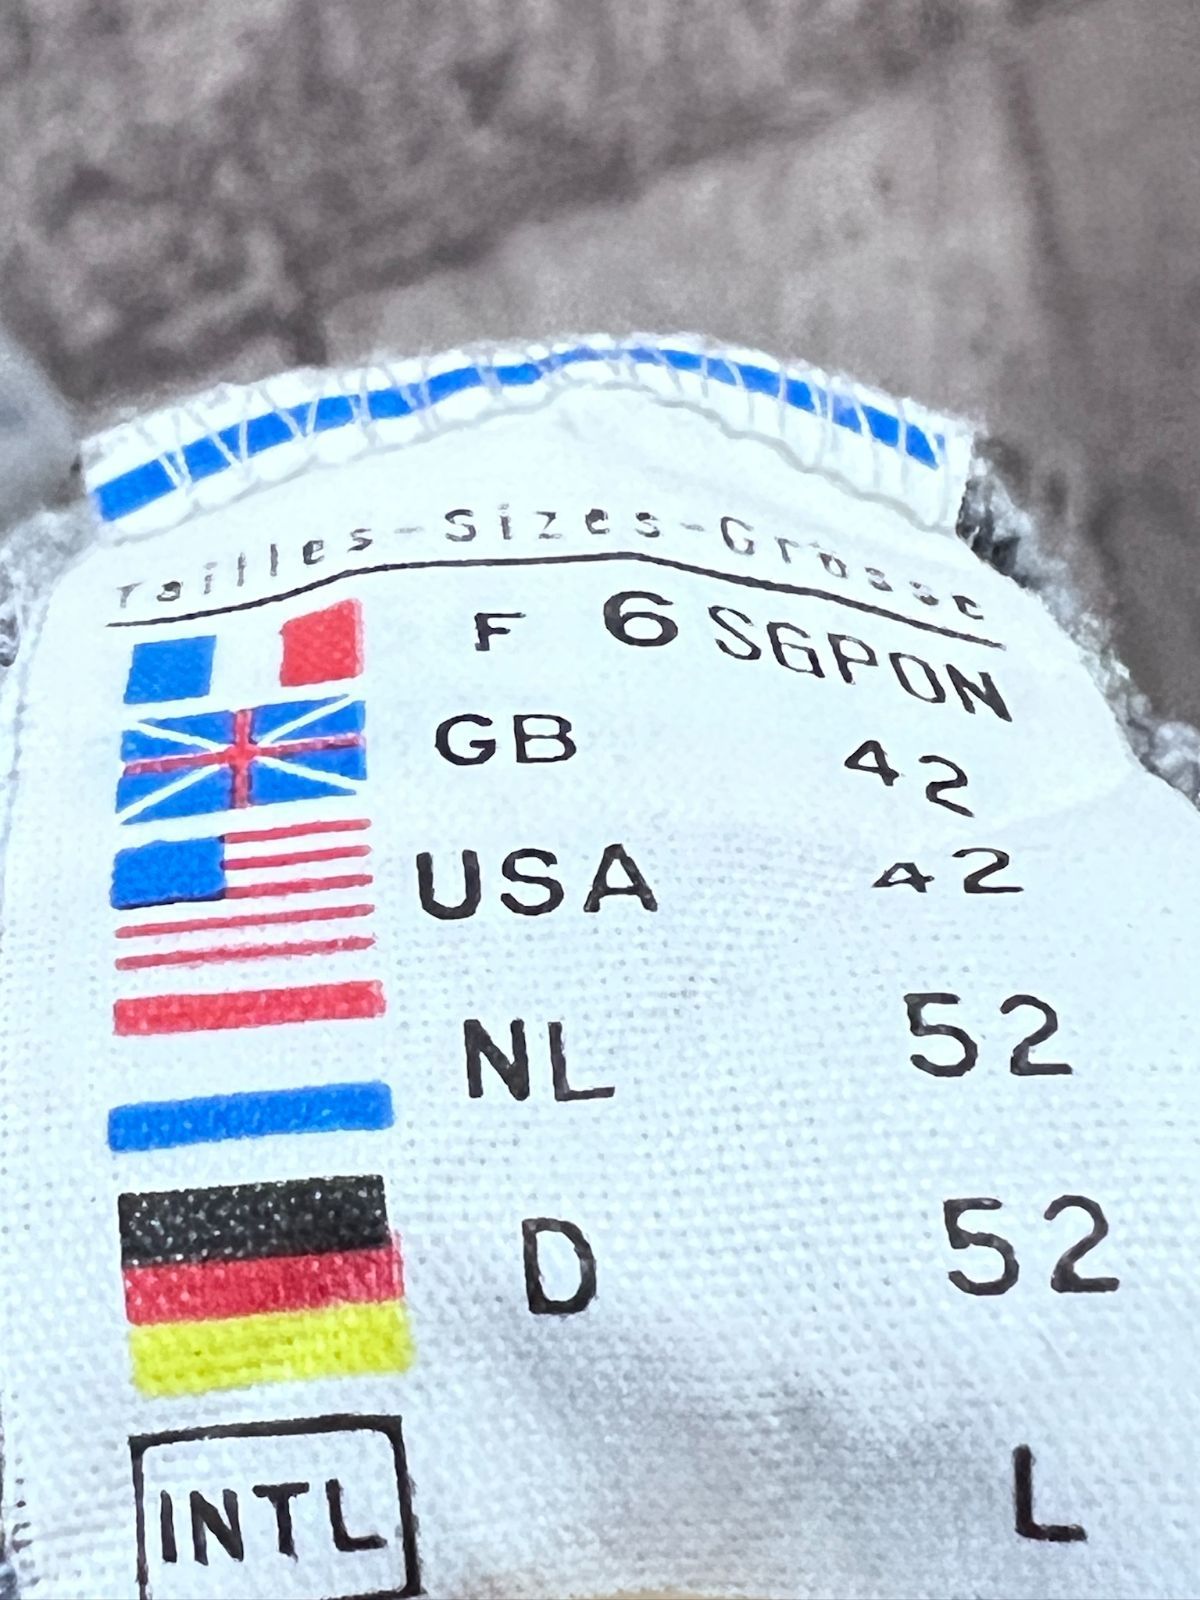 Tailles-Sizes-Grösse
F 6 SGPON
GB 42
USA 42
NL 52
D 52
INTL L